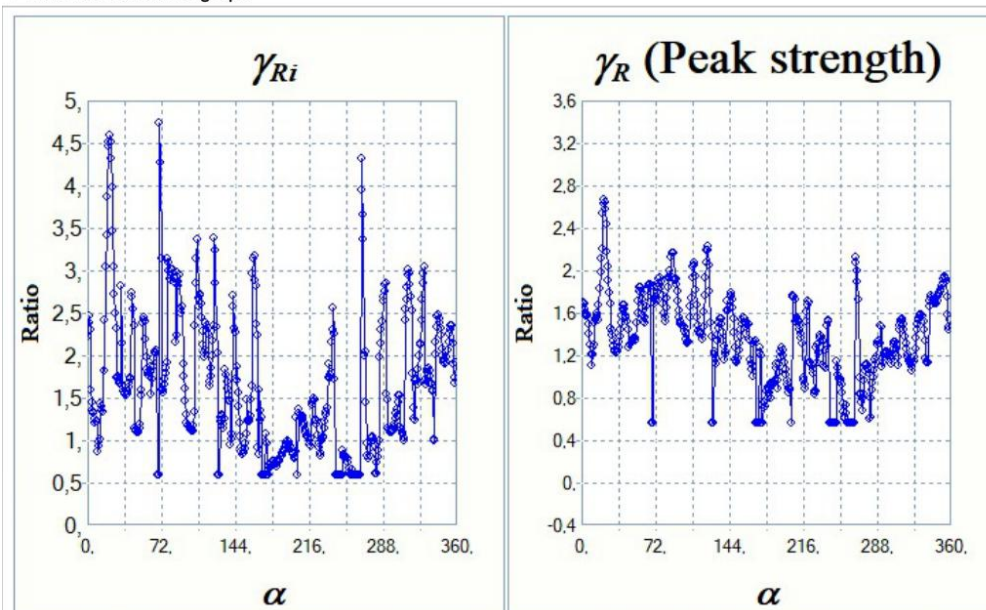 γRi
5,
4,5
4,
3,5
3,
2,5
2,
1,5
1,
0,5
0,
Ratio
0, 72, 144, 216, 288, 360,
α
γR (Peak strength)
3,6
3,2
2,8
2,4
2,
1,6
1,2
0,8
0,4
0,
-0,4
Ratio
0, 72, 144, 216, 288, 360,
α